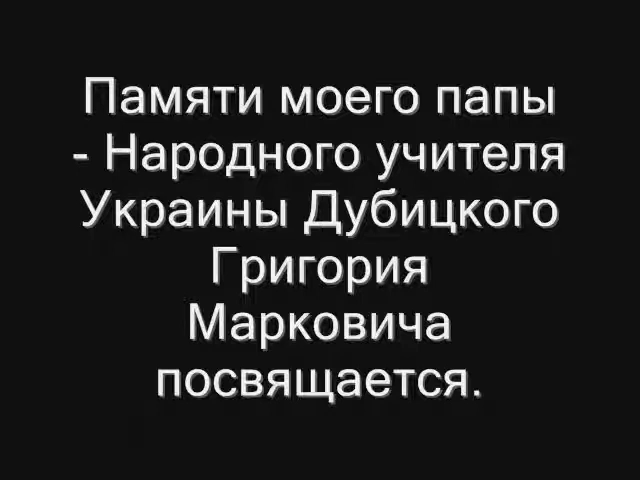 Памяти моего папы
- Народного учителя
Украины Дубицкого
Григория
Марковича
посвящается.